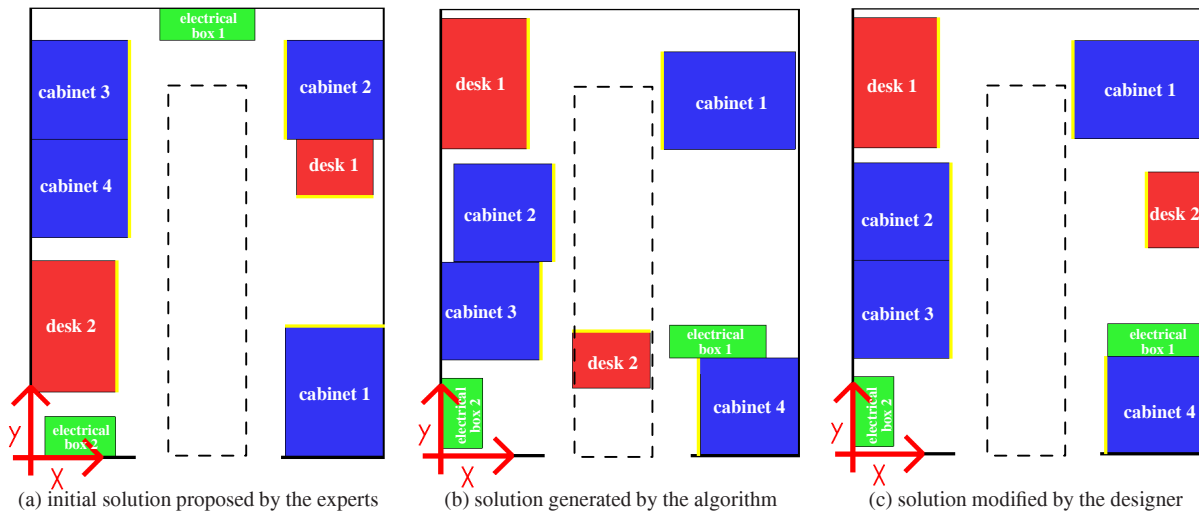 electrical
box 1
cabinet 3
cabinet 2
cabinet 4
desk 1
desk 2
cabinet 1
electrical
box 2
Y
X
(a) initial solution proposed by the experts
desk 1
cabinet 1
cabinet 2
cabinet 3
electrical
box 1
desk 2
cabinet 4
electrical
box 2
Y
X
(b) solution generated by the algorithm
desk 1
cabinet 1
cabinet 2
desk 2
cabinet 3
electrical
box 1
cabinet 4
electrical
box 2
Y
X
(c) solution modified by the designer